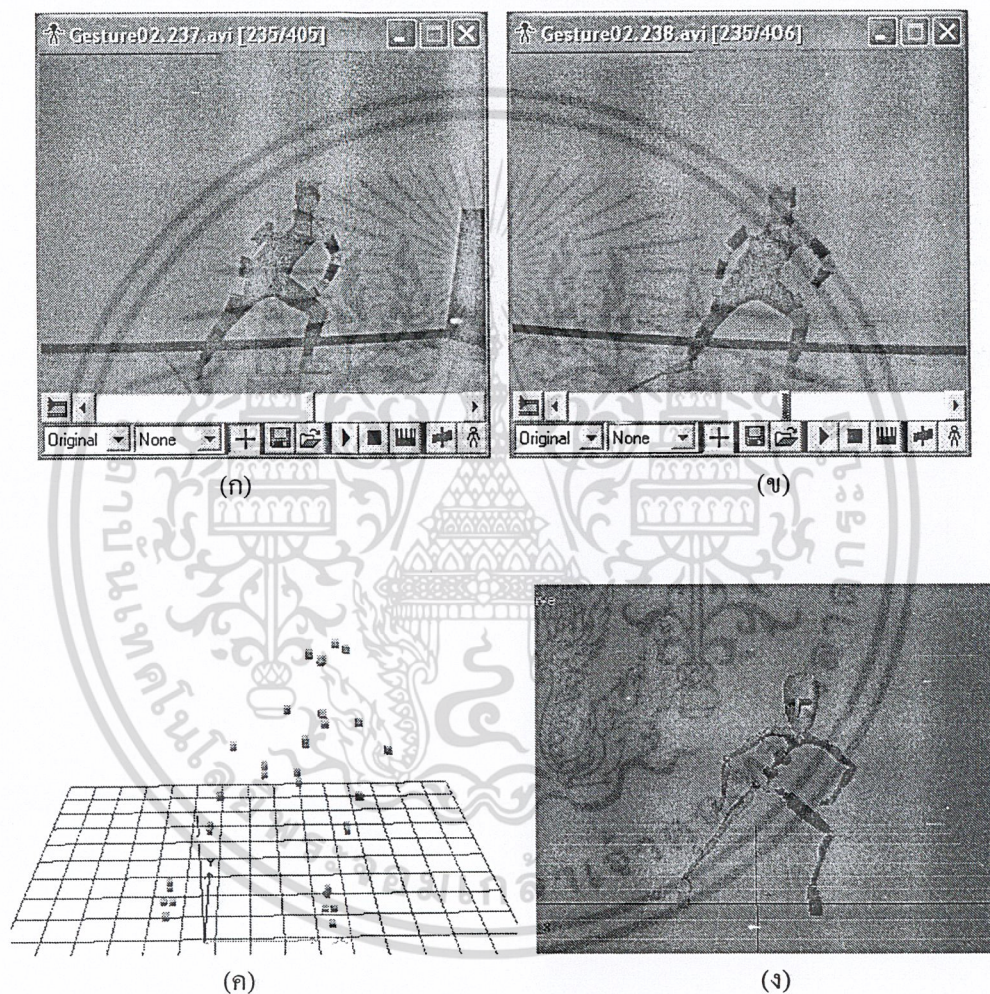 Gesture02.237.avi [235/405]
Gesture02.238.avi [235/406]
Original None
Original None
(ก)
(ข)
Y
(ค)
(ง)